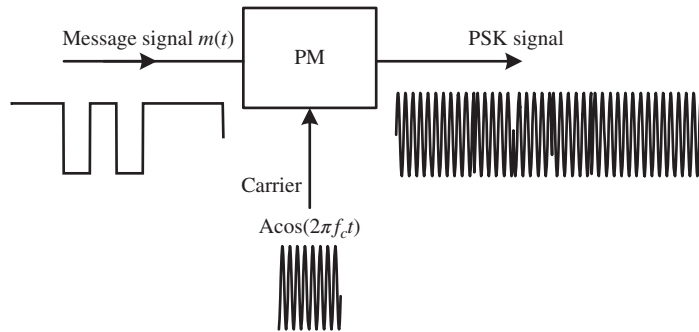 Message signal m(t)
PM
PSK signal
Carrier
Acos(2πf_ct)